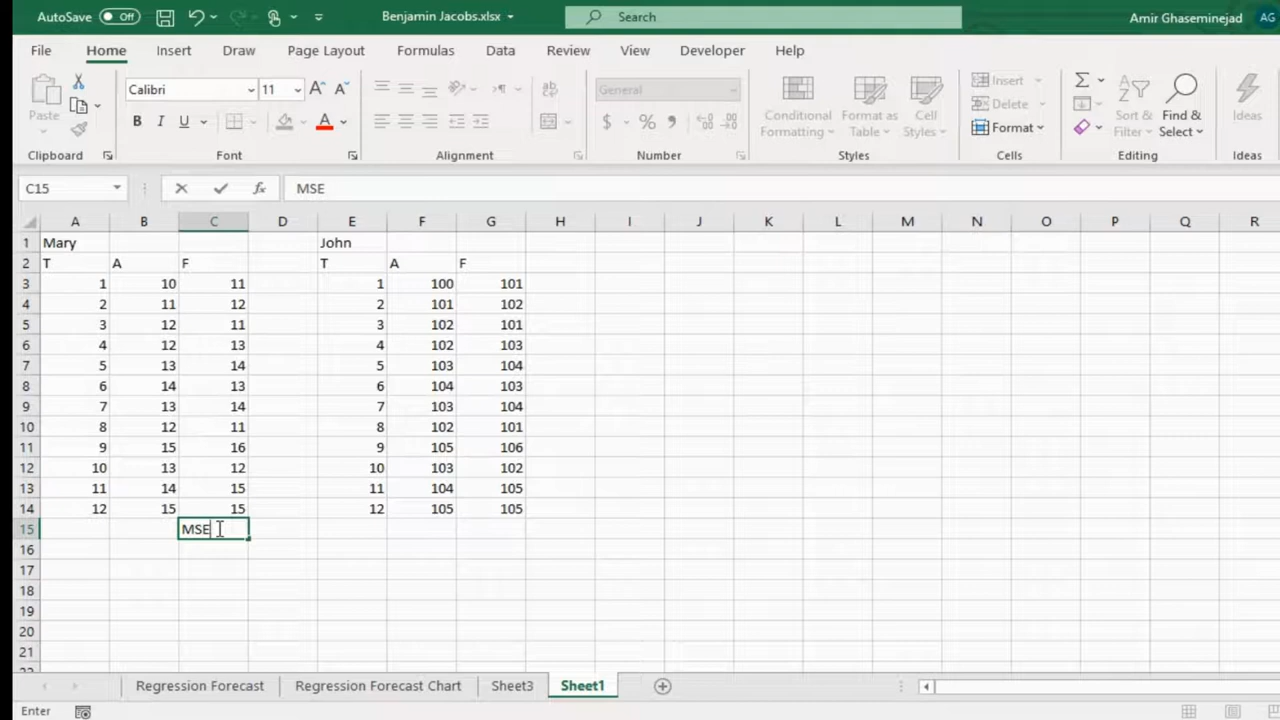 AutoSave Off Benjamin Jacobs.xlsx Search Amir Ghaseminejad AG
File Home Insert Draw Page Layout Formulas Data Review View Developer Help
Calibri 11 General Insert
Paste Conditional Format as Cell Delete Sort & Find & Ideas
B I U A $ % Formatting Table Styles Format Filter Select
Clipboard Font Alignment Number Styles Cells Editing Ideas
C15 fx MSE
A B C D E F G H I J K L M N O P Q R
1 Mary John
2 T A F T A F
3 1 10 11 1 100 101
4 2 11 12 2 101 102
5 3 12 11 3 102 101
6 4 12 13 4 102 103
7 5 13 14 5 103 104
8 6 14 13 6 104 103
9 7 13 14 7 103 104
10 8 12 11 8 102 101
11 9 15 16 9 105 106
12 10 13 12 10 103 102
13 11 14 15 11 104 105
14 12 15 15 12 105 105
15 MSE
16
17
18
19
20
21
Regression Forecast Regression Forecast Chart Sheet3 Sheet1
Enter